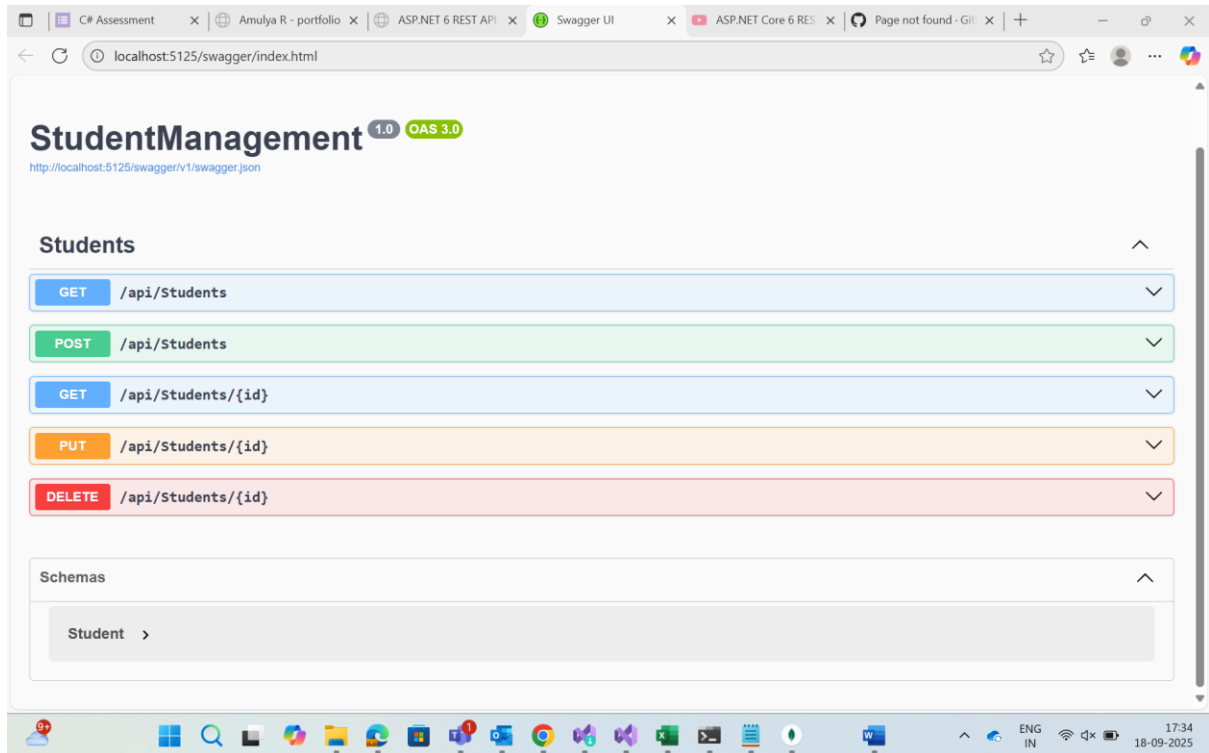 C# Assessment
Amulya R - portfolio
ASP.NET 6 REST API
Swagger UI
ASP.NET Core 6 RES
Page not found - Git
localhost:5125/swagger/index.html
StudentManagement 1.0 OAS 3.0
http://localhost:5125/swagger/v1/swagger.json
Students
GET /api/Students
POST /api/Students
GET /api/Students/{id}
PUT /api/Students/{id}
DELETE /api/Students/{id}
Schemas
Student
9+
1
ENG
IN
17:34
18-09-2025